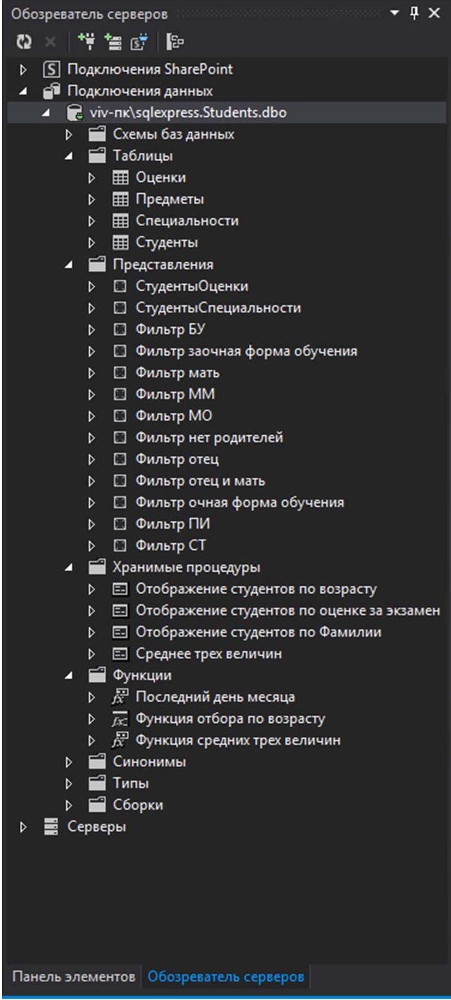 Обозреватель серверов
Подключения SharePoint
Подключения данных
viv-пк\sqlexpress.Students.dbo
Схемы баз данных
Таблицы
Оценки
Предметы
Специальности
Студенты
Представления
СтудентыОценки
СтудентыСпециальности
Фильтр БУ
Фильтр заочная форма обучения
Фильтр мать
Фильтр ММ
Фильтр МО
Фильтр нет родителей
Фильтр отец
Фильтр отец и мать
Фильтр очная форма обучения
Фильтр ПИ
Фильтр СТ
Хранимые процедуры
Отображение студентов по возрасту
Отображение студентов по оценке за экзамен
Отображение студентов по Фамилии
Среднее трех величин
Функции
Последний день месяца
Функция отбора по возрасту
Функция средних трех величин
Синонимы
Типы
Сборки
Серверы
Панель элементов Обозреватель серверов